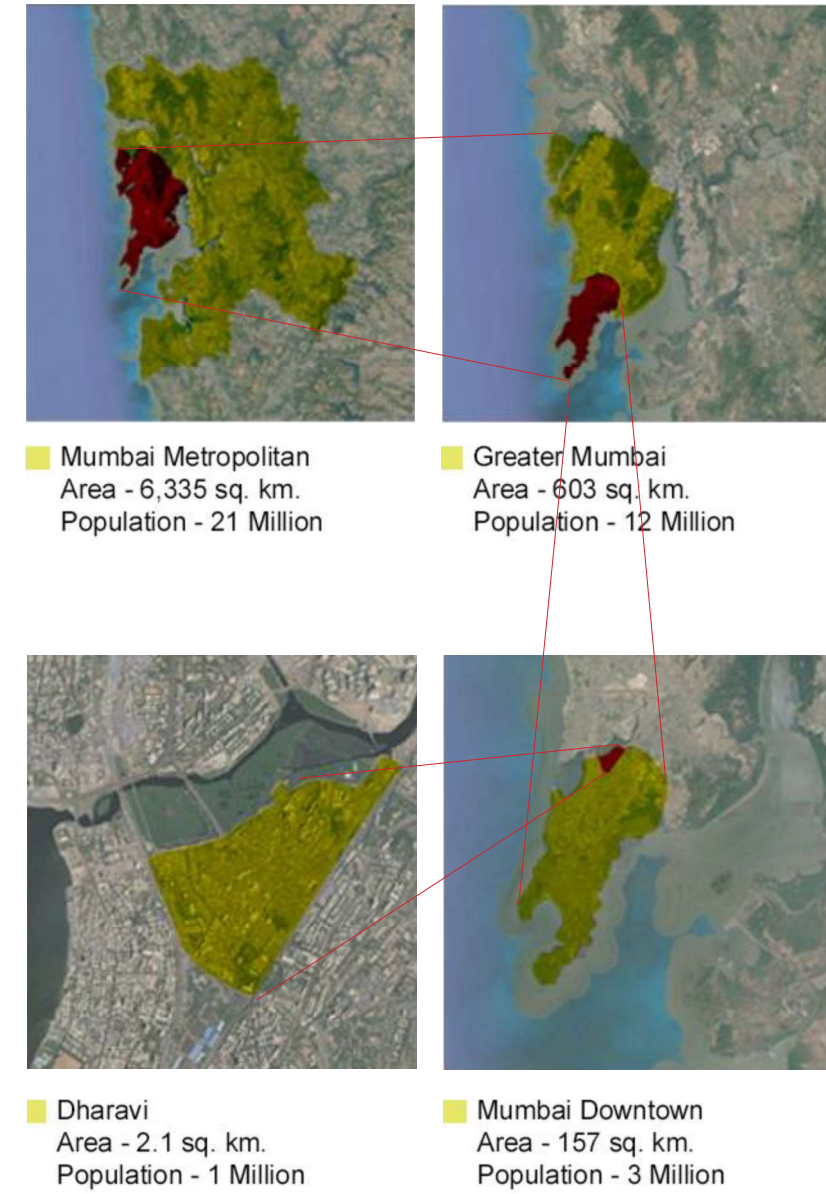 Mumbai Metropolitan
Area - 6,335 sq. km.
Population - 21 Million
Greater Mumbai
Area - 603 sq. km.
Population - 12 Million
Dharavi
Area - 2.1 sq. km.
Population - 1 Million
Mumbai Downtown
Area - 157 sq. km.
Population - 3 Million